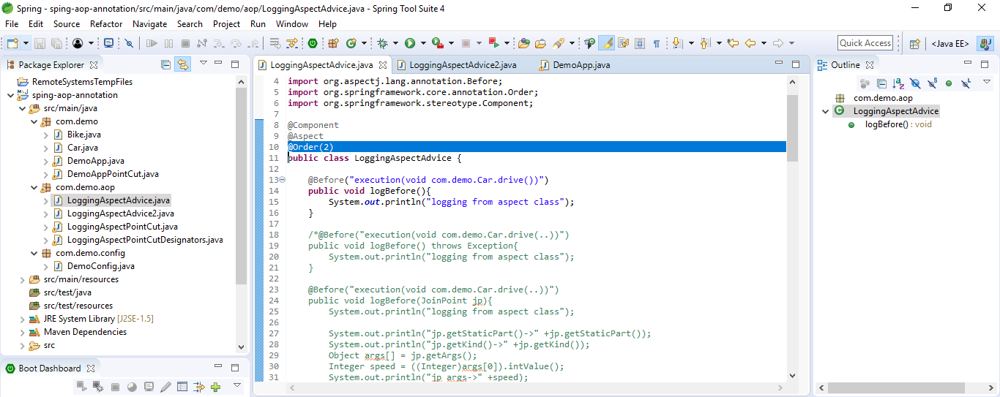 Spring - sping-aop-annotation/src/main/java/com/demo/aop/LoggingAspectAdvice.java - Spring Tool Suite 4
File Edit Source Refactor Navigate Search Project Run Window Help
Quick Access <Java EE>
Package Explorer
RemoteSystemsTempFiles
sping-aop-annotation
src/main/java
com.demo
Bike.java
Car.java
DemoApp.java
DemoAppPointCut.java
com.demo.aop
LoggingAspectAdvice.java
LoggingAspectAdvice2.java
LoggingAspectPointCut.java
LoggingAspectPointCutDesignators.java
com.demo.config
DemoConfig.java
src/main/resources
src/test/java
src/test/resources
JRE System Library [J2SE-1.5]
Maven Dependencies
src
Boot Dashboard
LoggingAspectAdvice.java LoggingAspectAdvice2.java DemoApp.java
4 import org.aspectj.lang.annotation.Before;
5 import org.springframework.core.annotation.Order;
6 import org.springframework.stereotype.Component;
7
8 @Component
9 @Aspect
10 @Order(2)
11 public class LoggingAspectAdvice {
12
13 @Before("execution(void com.demo.Car.drive())")
14 public void logBefore(){
15 System.out.println("logging from aspect class");
16 }
17
18 /*@Before("execution(void com.demo.Car.drive(..))")
19 public void logBefore() throws Exception{
20 System.out.println("logging from aspect class");
21 }
22
23 @Before("execution(void com.demo.Car.drive(..))")
24 public void logBefore(JoinPoint jp){
25 System.out.println("logging from aspect class");
26
27 System.out.println("jp.getStaticPart()->" +jp.getStaticPart());
28 System.out.println("jp.getKind()->" +jp.getKind());
29 Object args[] = jp.getArgs();
30 Integer speed = ((Integer)args[0]).intValue();
31 System.out.println("jp args->" +speed);
Outline
com.demo.aop
LoggingAspectAdvice
logBefore() : void